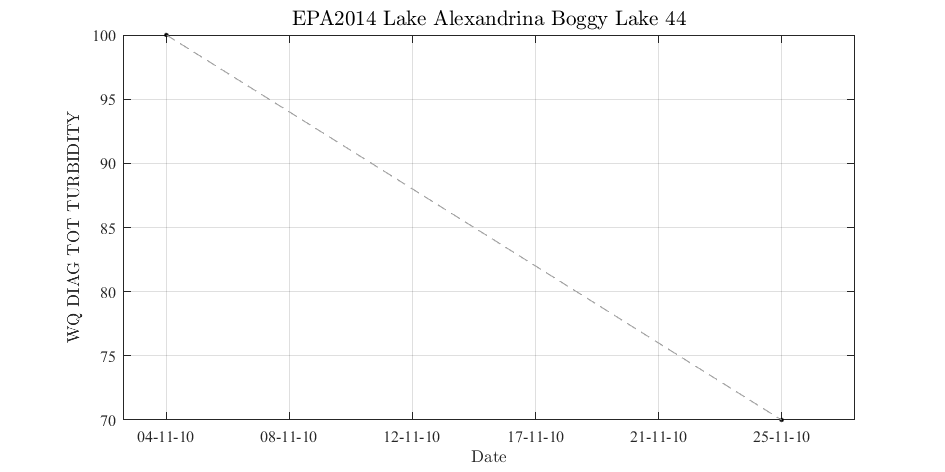 EPA2014 Lake Alexandrina Boggy Lake 44
WQ DIAG TOT TURBIDITY
100
95
90
85
80
75
70
04-11-10 08-11-10 12-11-10 17-11-10 21-11-10 25-11-10
Date